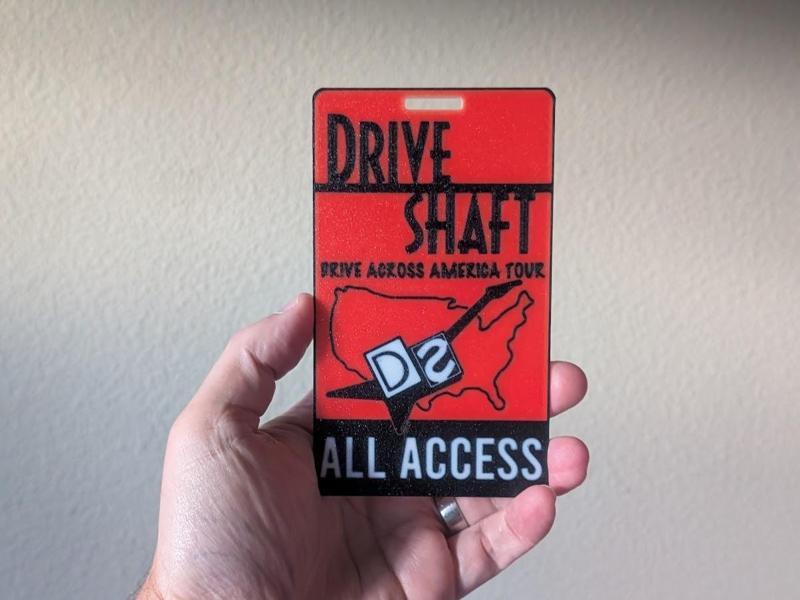 DRIVE
SHAFT
DRIVE ACROSS AMERICA TOUR
DS
ALL ACCESS